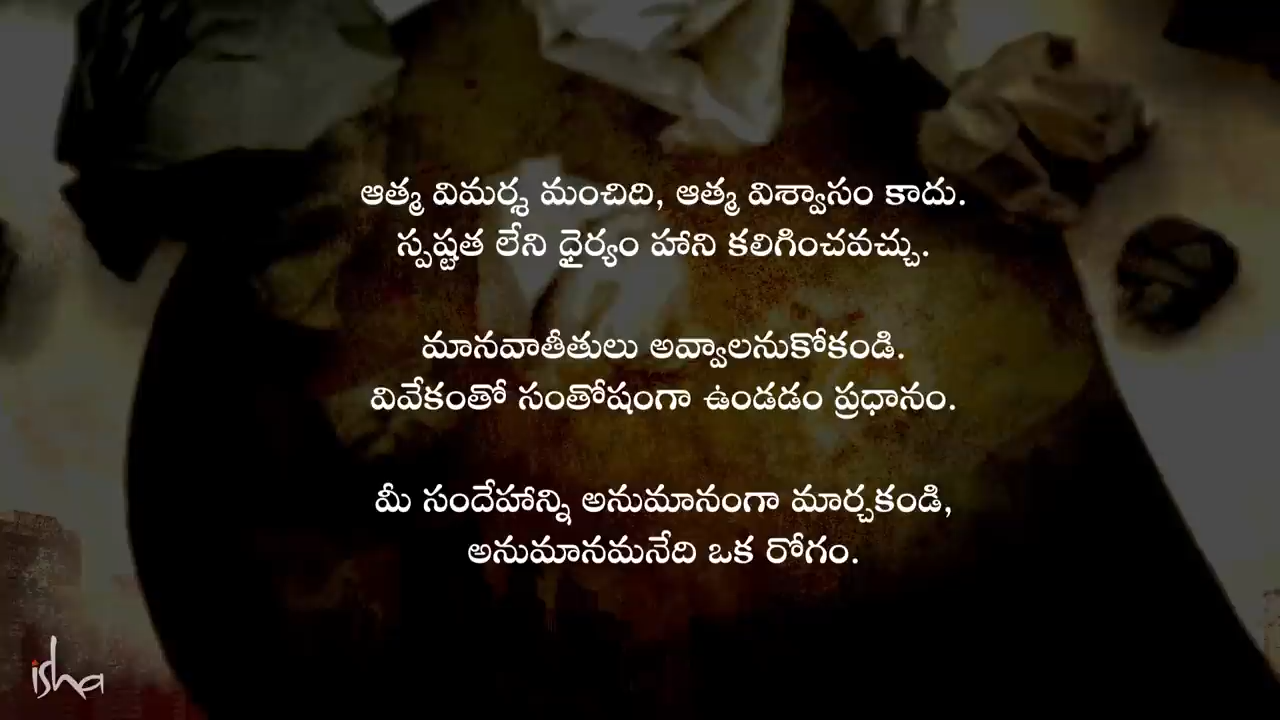 ఆత్మ విమర్శ మంచిది, ఆత్మ విశ్వాసం కాదు.
స్పష్టత లేని ధైర్యం హాని కలిగించవచ్చు.
మానవాతీతులు అవ్వాలనుకోకండి.
వివేకంతో సంతోషంగా ఉండడం ప్రధానం.
మీ సందేహాన్ని అనుమానంగా మార్చకండి,
అనుమానమనేది ఒక రోగం.
isha